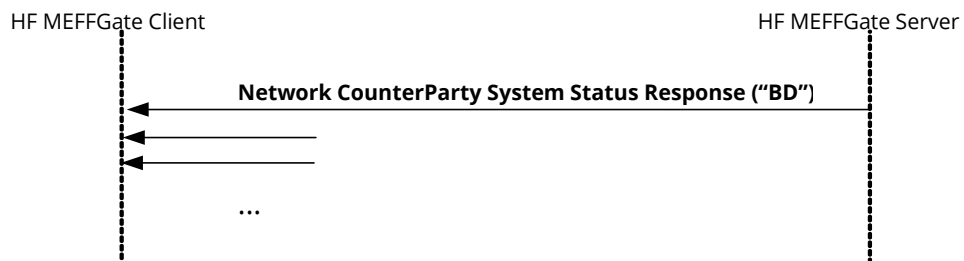 HF MEFFGate Client
HF MEFFGate Server
Network CounterParty System Status Response (“BD”)
...